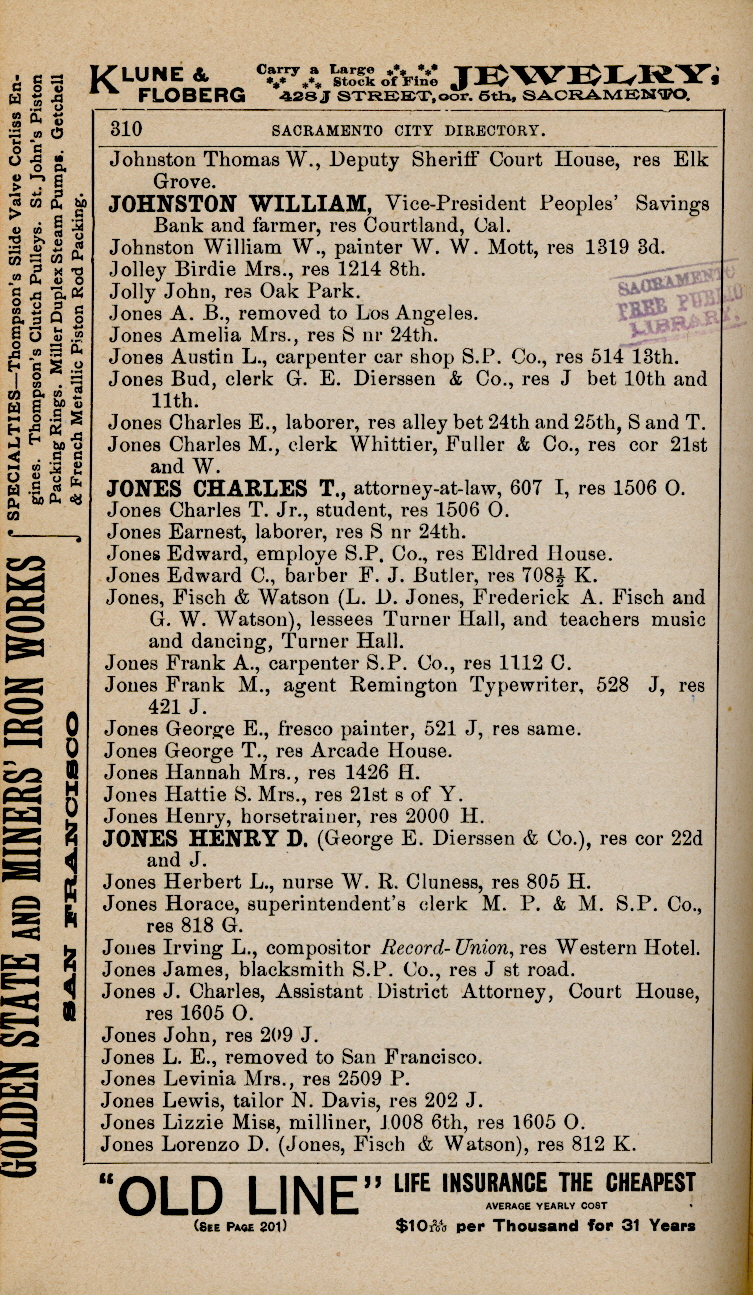 KLUNE & FLOBERG Carry a Large Stock of Fine JEWELRY,
428 J STREET, cor. 5th, SACRAMENTO.
310 SACRAMENTO CITY DIRECTORY.
Johnston Thomas W., Deputy Sheriff Court House, res Elk
Grove.
JOHNSTON WILLIAM, Vice-President Peoples' Savings
Bank and farmer, res Courtland, Cal.
Johnston William W., painter W. W. Mott, res 1319 3d.
Jolley Birdie Mrs., res 1214 8th.
Jolly John, res Oak Park.
Jones A. B., removed to Los Angeles.
Jones Amelia Mrs., res S nr 24th.
Jones Austin L., carpenter car shop S.P. Co., res 514 13th.
Jones Bud, clerk G. E. Dierssen & Co., res J bet 10th and
11th.
Jones Charles E., laborer, res alley bet 24th and 25th, S and T.
Jones Charles M., clerk Whittier, Fuller & Co., res cor 21st
and W.
JONES CHARLES T., attorney-at-law, 607 I, res 1506 O.
Jones Charles T. Jr., student, res 1506 O.
Jones Earnest, laborer, res S nr 24th.
Jones Edward, employe S.P. Co., res Eldred House.
Jones Edward C., barber F. J. Butler, res 708½ K.
Jones, Fisch & Watson (L. D. Jones, Frederick A. Fisch and
G. W. Watson), lessees Turner Hall, and teachers music
and dancing, Turner Hall.
Jones Frank A., carpenter S.P. Co., res 1112 C.
Jones Frank M., agent Remington Typewriter, 528 J, res
421 J.
Jones George E., fresco painter, 521 J, res same.
Jones George T., res Arcade House.
Jones Hannah Mrs., res 1426 H.
Jones Hattie S. Mrs., res 21st s of Y.
Jones Henry, horsetrainer, res 2000 H.
JONES HENRY D. (George E. Dierssen & Co.), res cor 22d
and J.
Jones Herbert L., nurse W. R. Cluness, res 805 H.
Jones Horace, superintendent's clerk M. P. & M. S.P. Co.,
res 818 G.
Jones Irving L., compositor Record-Union, res Western Hotel.
Jones James, blacksmith S.P. Co., res J st road.
Jones J. Charles, Assistant District Attorney, Court House,
res 1605 O.
Jones John, res 209 J.
Jones L. E., removed to San Francisco.
Jones Levinia Mrs., res 2509 P.
Jones Lewis, tailor N. Davis, res 202 J.
Jones Lizzie Miss, milliner, 1008 6th, res 1605 O.
Jones Lorenzo D. (Jones, Fisch & Watson), res 812 K.
SACRAMENTO
FREE PUBLIC
LIBRARY.
GOLDEN STATE AND MINERS' IRON WORKS
SAN FRANCISCO
SPECIALTIES—Thompson's Slide Valve Corliss En-
gines. Thompson's Clutch Pulleys. St. John's Piston
Packing Rings. Miller Duplex Steam Pumps. Getchell
& French Metallic Piston Rod Packing.
"OLD LINE" LIFE INSURANCE THE CHEAPEST
AVERAGE YEARLY COST
(SEE PAGE 201) $10 per Thousand for 31 Years